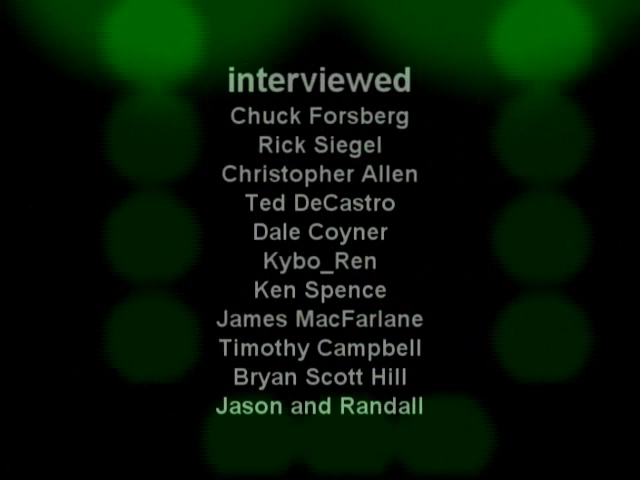 interviewed
Chuck Forsberg
Rick Siegel
Christopher Allen
Ted DeCastro
Dale Coyner
Kybo_Ren
Ken Spence
James MacFarlane
Timothy Campbell
Bryan Scott Hill
Jason and Randall